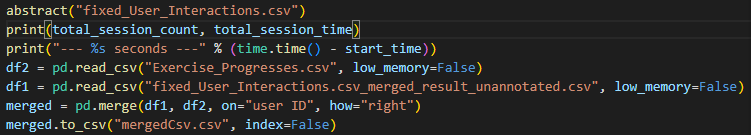 abstract("fixed_User_Interactions.csv")
print(total_session_count, total_session_time)
print("--- %s seconds ---" % (time.time() - start_time))
df2 = pd.read_csv("Exercise_Progresses.csv", low_memory=False)
df1 = pd.read_csv("fixed_User_Interactions.csv_merged_result_unannotated.csv", low_memory=False)
merged = pd.merge(df1, df2, on="user ID", how="right")
merged.to_csv("mergedCsv.csv", index=False)